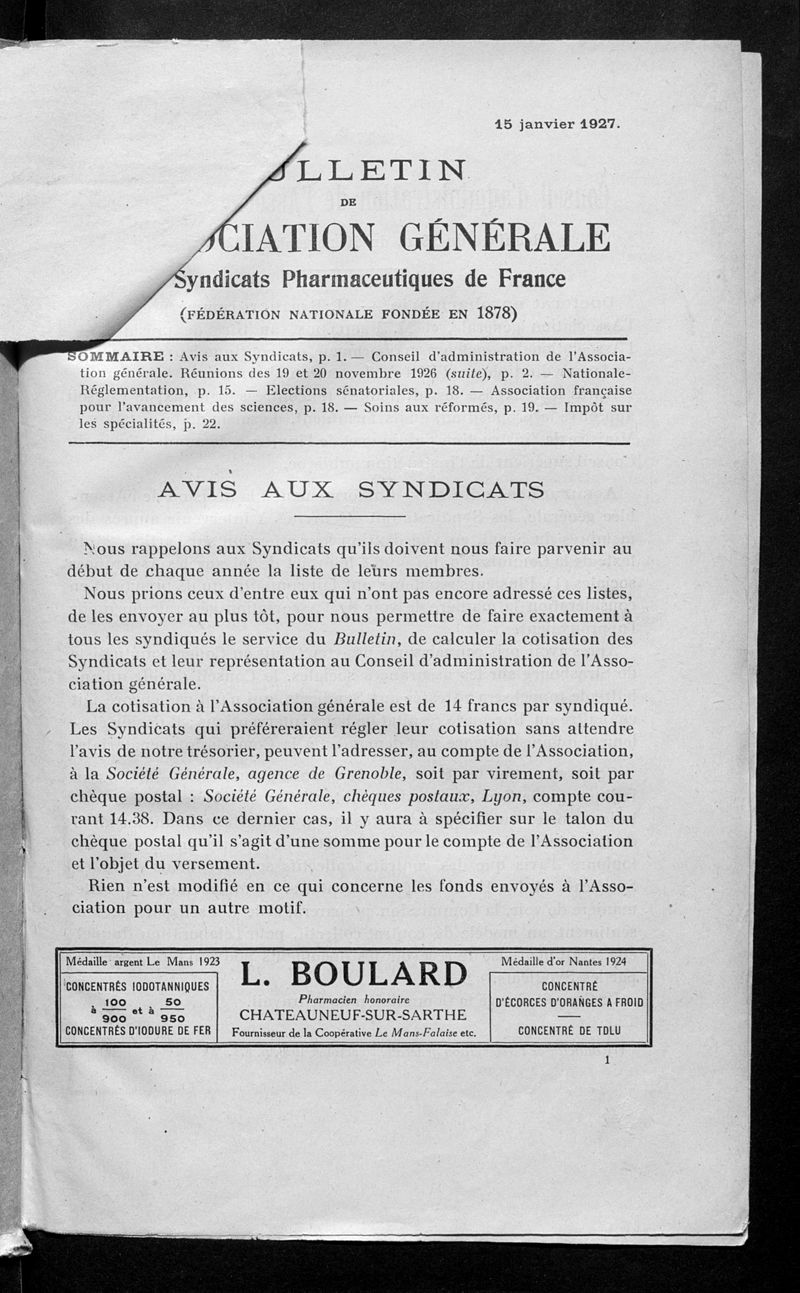 15 janvier 1927.
LLETIN
DE
CIATION GÉNÉRALE
Syndicats Pharmaceutiques de France
(FÉDÉRATION NATIONALE FONDÉE EN 1878)
SOMMAIRE : Avis aux Syndicats, p. 1. — Conseil d'administration de l'Associa-
tion générale. Réunions des 19 et 20 novembre 1926 (suite), p. 2. — Nationale-
Réglementation, p. 15. — Elections sénatoriales, p. 18. — Association française
pour l'avancement des sciences, p. 18. — Soins aux réformés, p. 19. — Impôt sur
les spécialités, p. 22.
AVIS AUX SYNDICATS
Nous rappelons aux Syndicats qu'ils doivent nous faire parvenir au
début de chaque année la liste de leurs membres.
Nous prions ceux d'entre eux qui n'ont pas encore adressé ces listes,
de les envoyer au plus tôt, pour nous permettre de faire exactement à
tous les syndiqués le service du Bulletin, de calculer la cotisation des
Syndicats et leur représentation au Conseil d'administration de l'Asso-
ciation générale.
La cotisation à l'Association générale est de 14 francs par syndiqué.
Les Syndicats qui préféreraient régler leur cotisation sans attendre
l'avis de notre trésorier, peuvent l'adresser, au compte de l'Association,
à la Société Générale, agence de Grenoble, soit par virement, soit par
chèque postal : Société Générale, chèques postaux, Lyon, compte cou-
rant 14.38. Dans ce dernier cas, il y aura à spécifier sur le talon du
chèque postal qu'il s'agit d'une somme pour le compte de l'Association
et l'objet du versement.
Rien n'est modifié en ce qui concerne les fonds envoyés à l'Asso-
ciation pour un autre motif.
Médaille argent Le Mans 1923
CONCENTRÉS IODOTANNIQUES
à 100/900 et à 50/950
CONCENTRÉS D'IODURE DE FER
L. BOULARD
Pharmacien honoraire
CHATEAUNEUF-SUR-SARTHE
Fournisseur de la Coopérative Le Mans-Falaise etc.
Médaille d'or Nantes 1924
CONCENTRÉ
D'ÉCORCES D'ORANGES A FROID
CONCENTRÉ DE TOLU
1